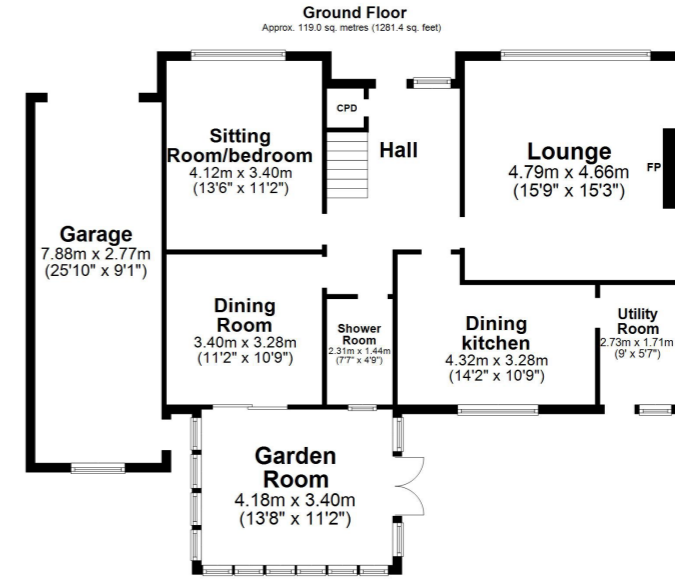 Ground Floor
Approx. 119.0 sq. metres (1281.4 sq. feet)
CPD
Sitting
Room/bedroom
4.12m x 3.40m
(13'6" x 11'2")
Hall
Lounge
4.79m x 4.66m
(15'9" x 15'3")
FP
Garage
7.88m x 2.77m
(25'10" x 9'1")
Dining
Room
3.40m x 3.28m
(11'2" x 10'9")
Shower
Room
2.31m x 1.44m
(7'7" x 4'9")
Dining
kitchen
4.32m x 3.28m
(14'2" x 10'9")
Utility
Room
2.73m x 1.71m
(9' x 5'7")
Garden
Room
4.18m x 3.40m
(13'8" x 11'2")